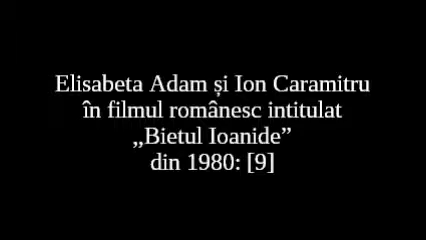 Elisabeta Adam și Ion Caramitru
în filmul românesc intitulat
,,Bietul Ioanide”
din 1980: [9]